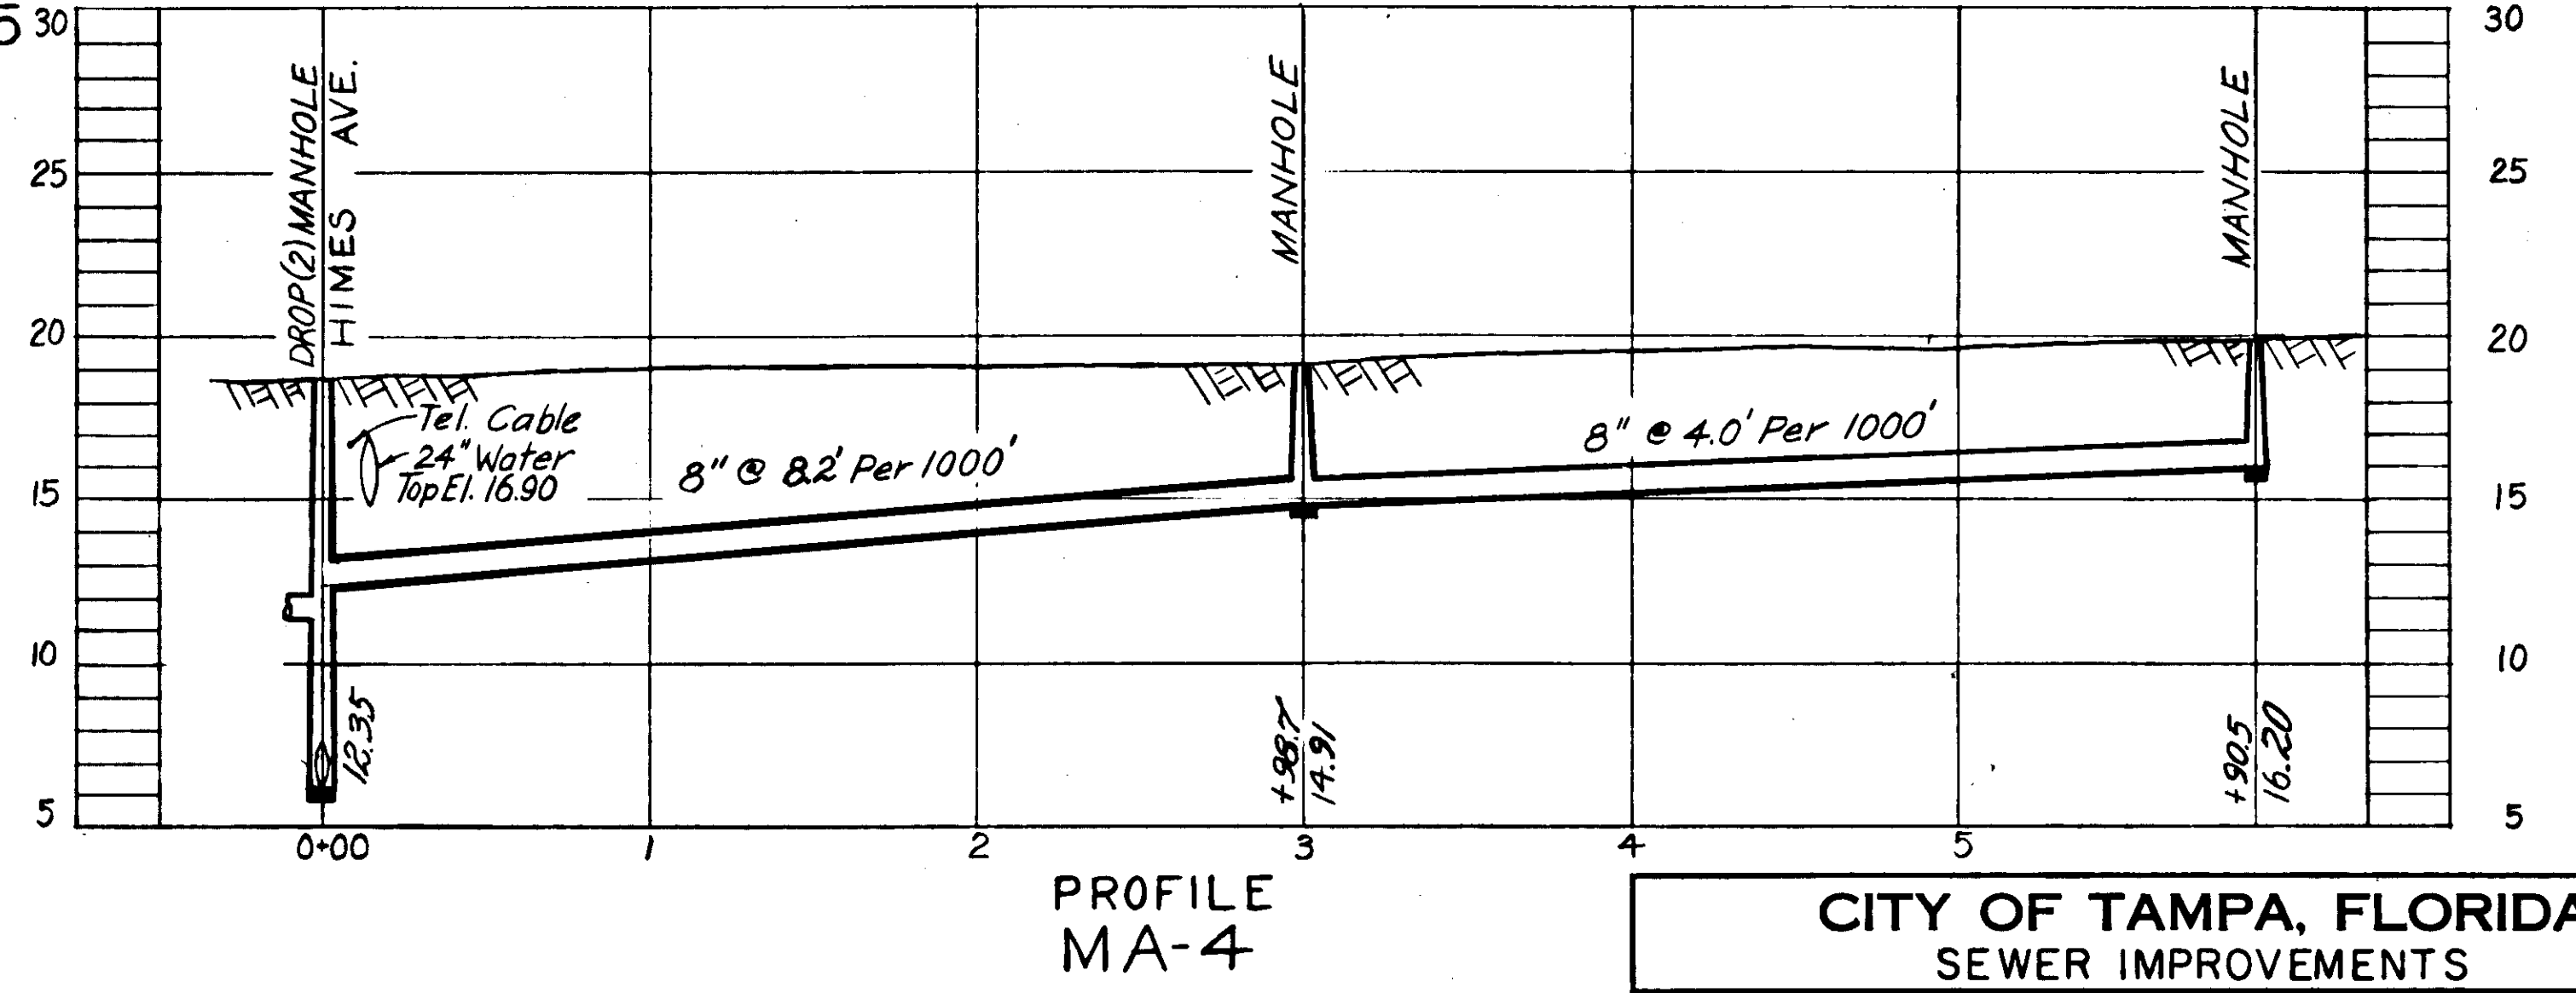 5
30
30
25
25
20
20
15
15
10
10
5
5
DROP(2) MANHOLE
HIMES AVE.
MANHOLE
MANHOLE
Tel. Cable
24" Water
Top El. 16.90
8" @ 8.2' Per 1000'
8" @ 4.0' Per 1000'
12.35
+98.7
14.91
+90.5
16.20
0+00
1
2
3
4
5
PROFILE
MA-4
CITY OF TAMPA, FLORIDA
SEWER IMPROVEMENTS